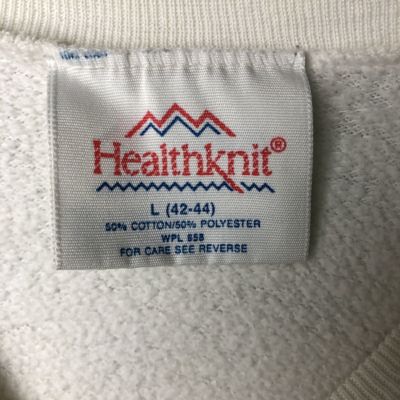 Healthknit®
L (42-44)
50% COTTON/50% POLYESTER
WPL 858
FOR CARE SEE REVERSE